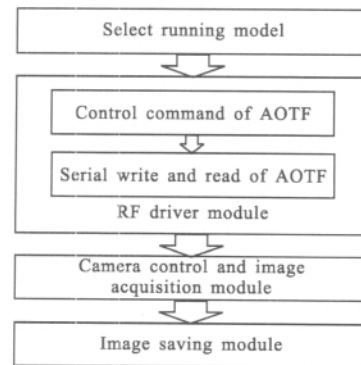 Select running model
Control command of AOTF
Serial write and read of AOTF
RF driver module
Camera control and image
acquisition module
Image saving module